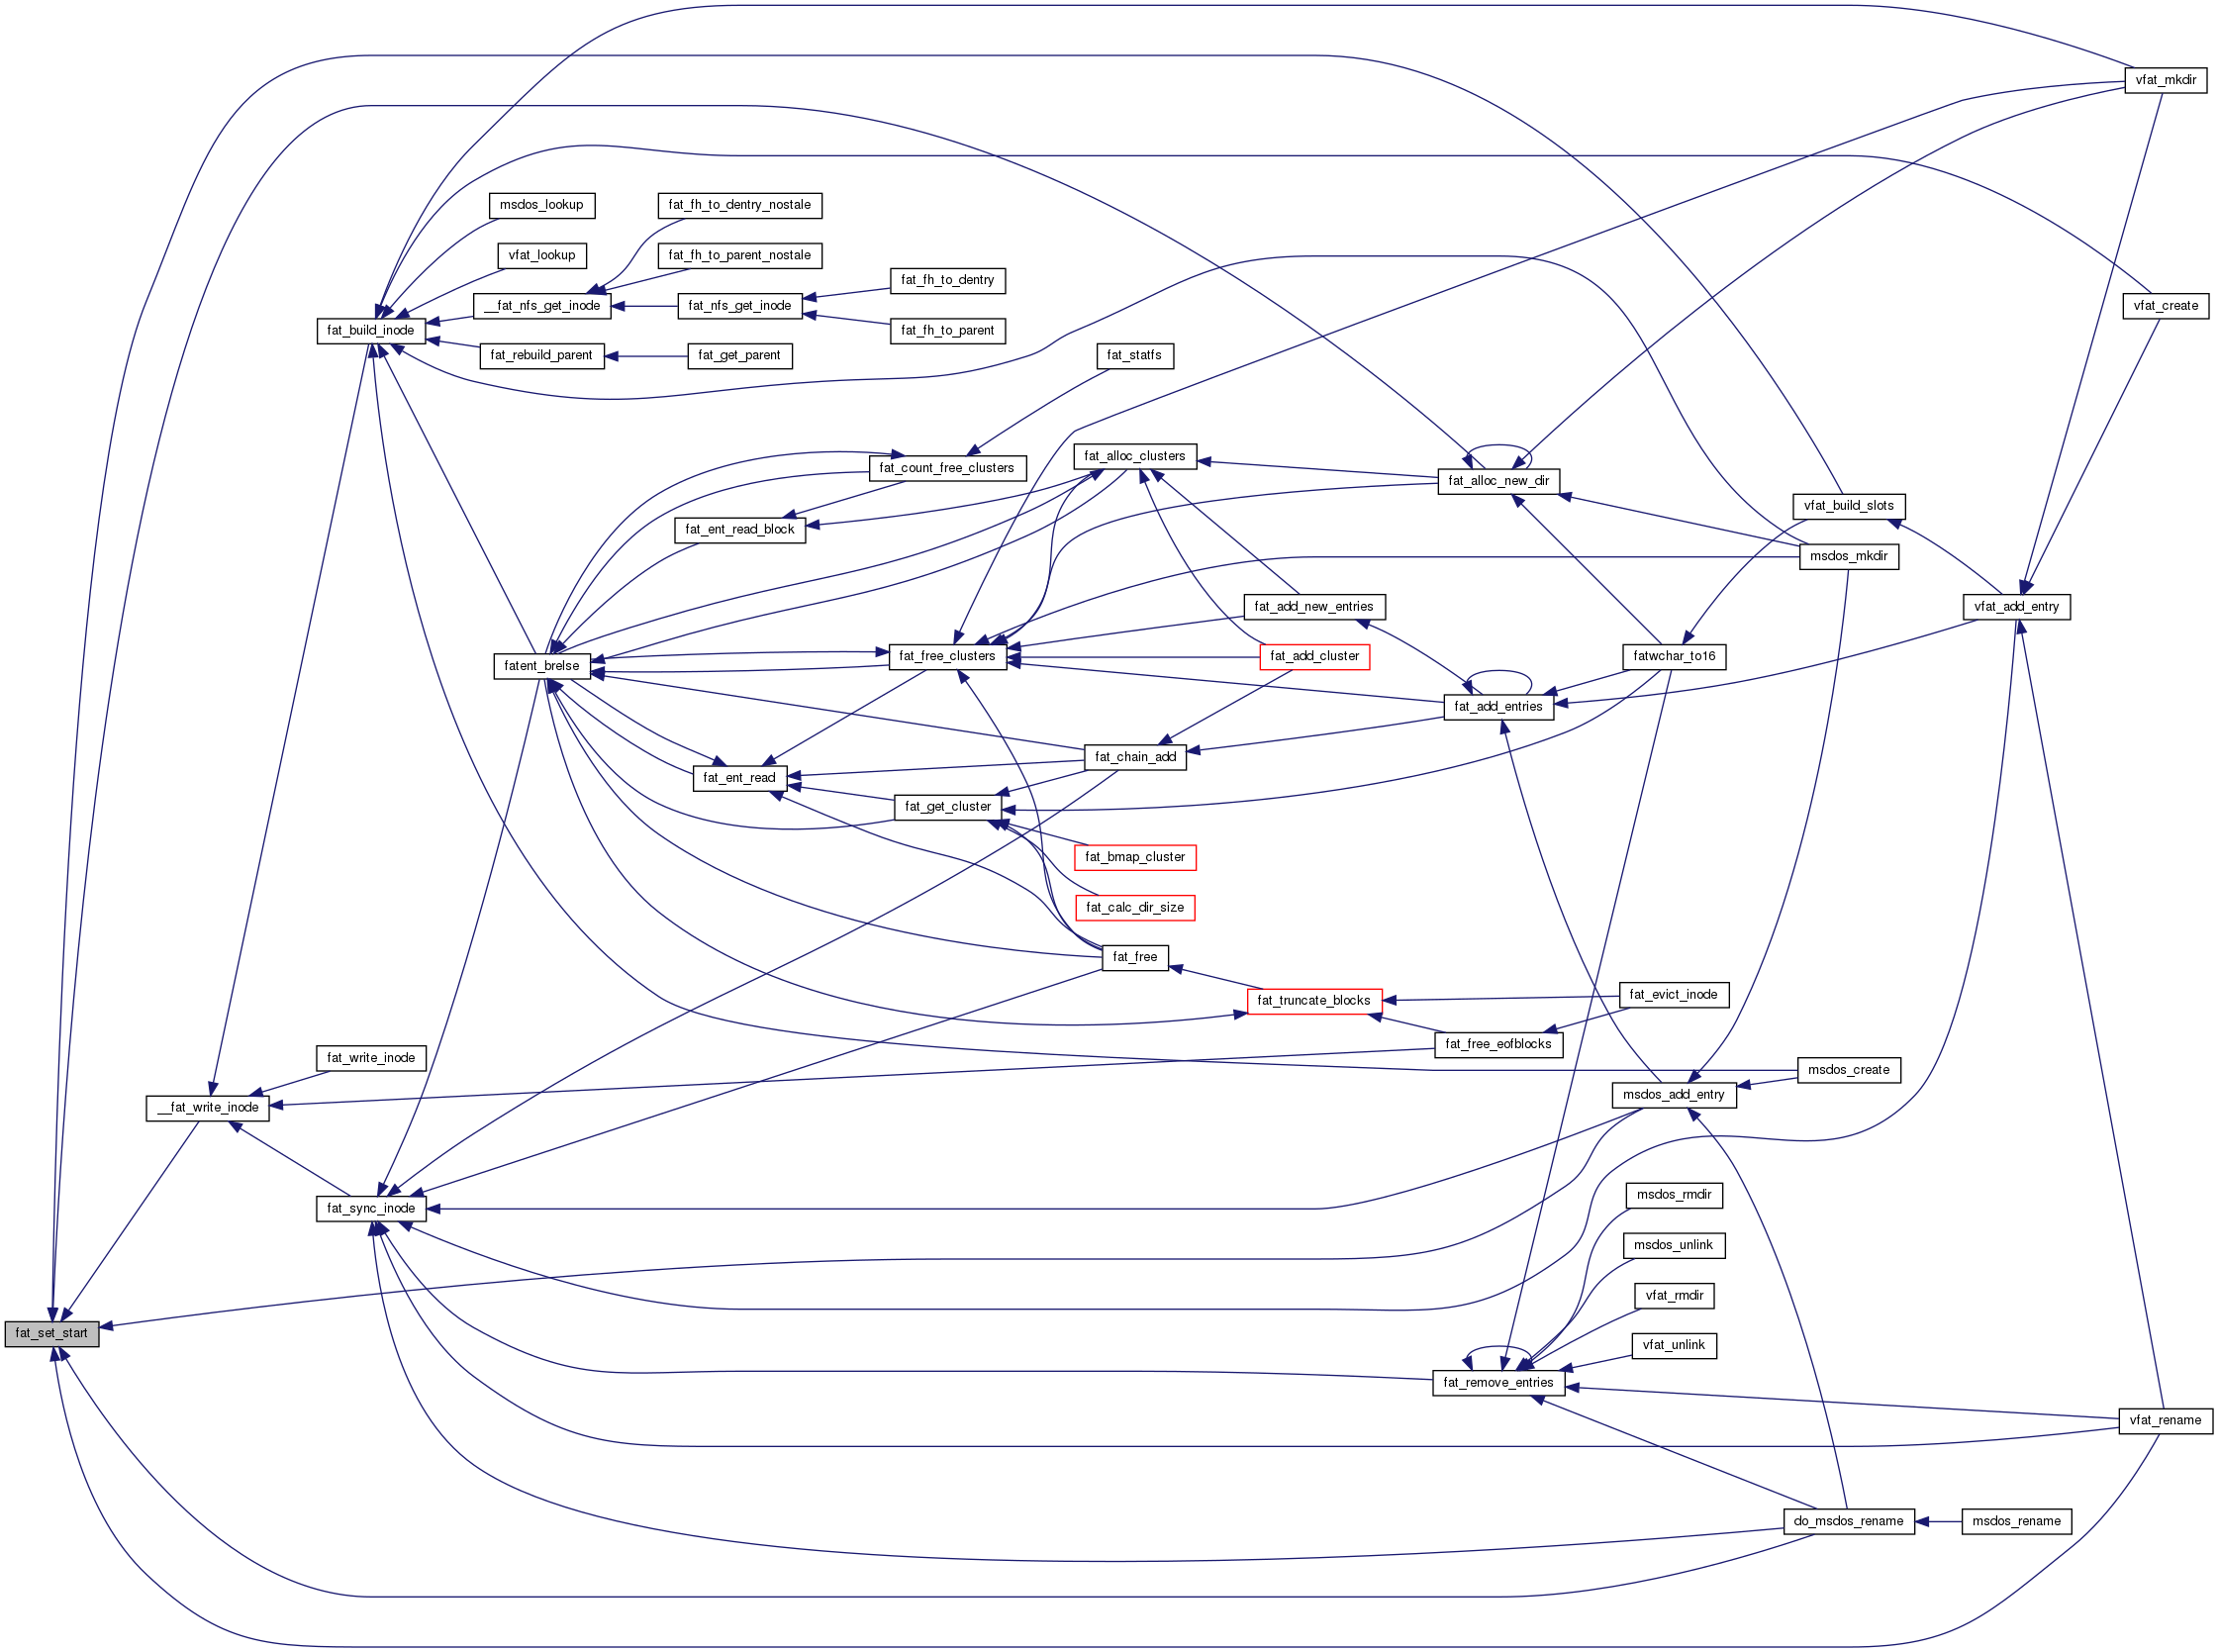 vfat_mkdir
msdos_lookup
fat_fh_to_dentry_nostale
vfat_lookup
fat_fh_to_parent_nostale
fat_fh_to_dentry
__fat_nfs_get_inode
fat_nfs_get_inode
vfat_create
fat_build_inode
fat_fh_to_parent
fat_rebuild_parent
fat_get_parent
fat_statfs
fat_alloc_clusters
fat_count_free_clusters
fat_alloc_new_dir
vfat_build_slots
fat_ent_read_block
msdos_mkdir
fat_add_new_entries
vfat_add_entry
fatent_brelse
fat_free_clusters
fat_add_cluster
fatwchar_to16
fat_add_entries
fat_chain_add
fat_ent_read
fat_get_cluster
fat_bmap_cluster
fat_calc_dir_size
fat_free
fat_truncate_blocks
fat_evict_inode
fat_free_eofblocks
fat_write_inode
msdos_create
msdos_add_entry
__fat_write_inode
msdos_rmdir
fat_sync_inode
msdos_unlink
vfat_rmdir
fat_set_start
vfat_unlink
fat_remove_entries
vfat_rename
do_msdos_rename
msdos_rename